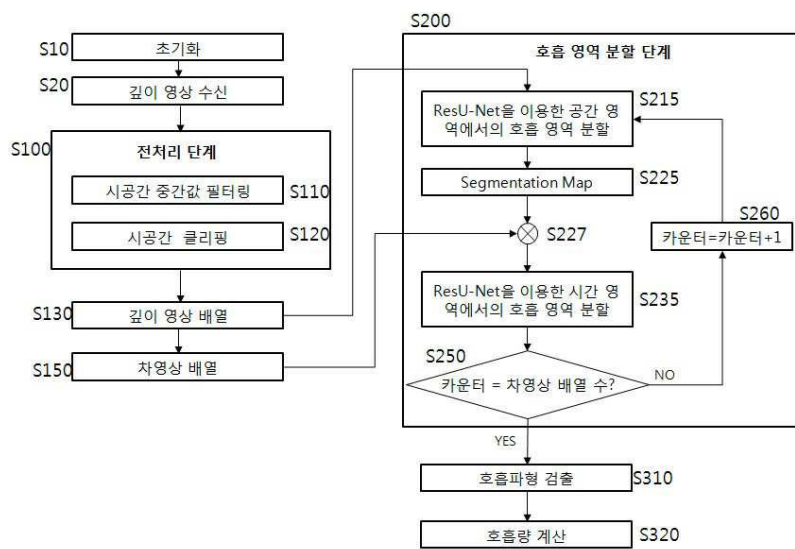 S10
초기화
S20
깊이 영상 수신
S100
전처리 단계
시공간 중간값 필터링
S110
시공간 클리핑
S120
S130
깊이 영상 배열
S150
차영상 배열
S200
호흡 영역 분할 단계
ResU-Net을 이용한 공간 영
역에서의 호흡 영역 분할
S215
Segmentation Map
S225
S227
S260
카운터=카운터+1
ResU-Net을 이용한 시간 영
역에서의 호흡 영역 분할
S235
S250
카운터 = 차영상 배열 수?
NO
YES
호흡파형 검출
S310
호흡량 계산
S320